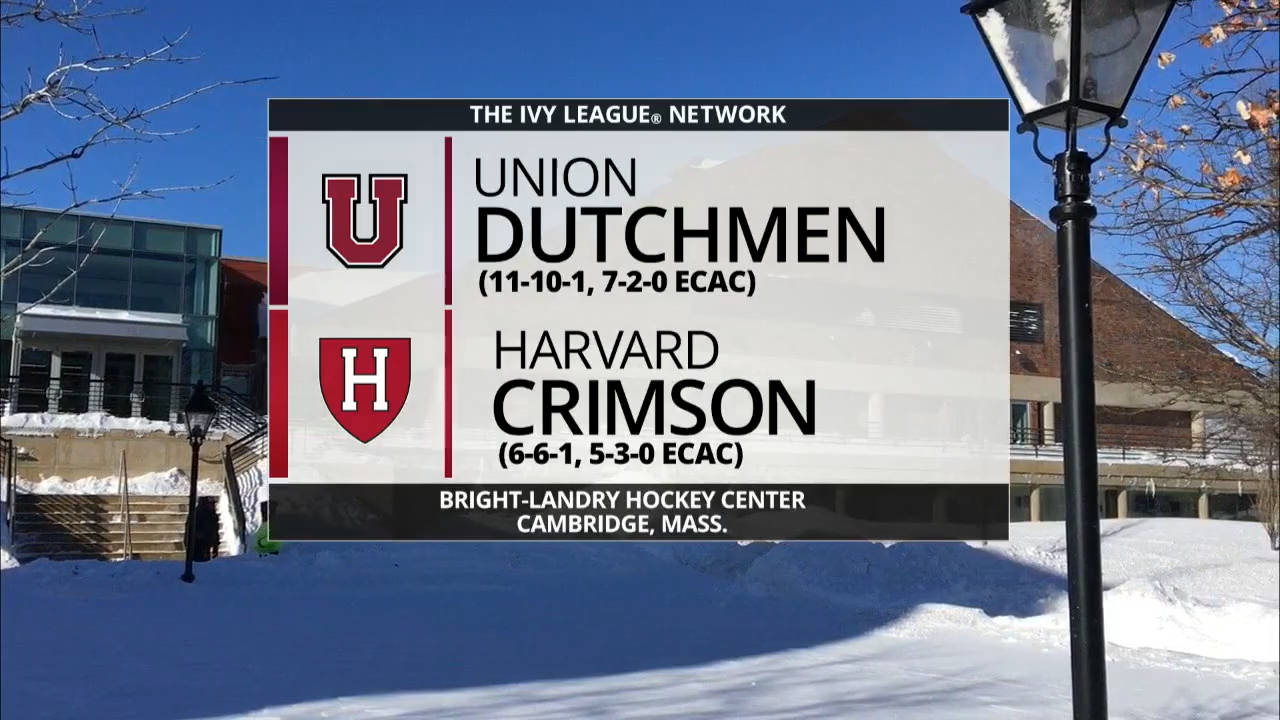 THE IVY LEAGUE® NETWORK
U
UNION
DUTCHMEN
(11-10-1, 7-2-0 ECAC)
H
HARVARD
CRIMSON
(6-6-1, 5-3-0 ECAC)
BRIGHT-LANDRY HOCKEY CENTER
CAMBRIDGE, MASS.